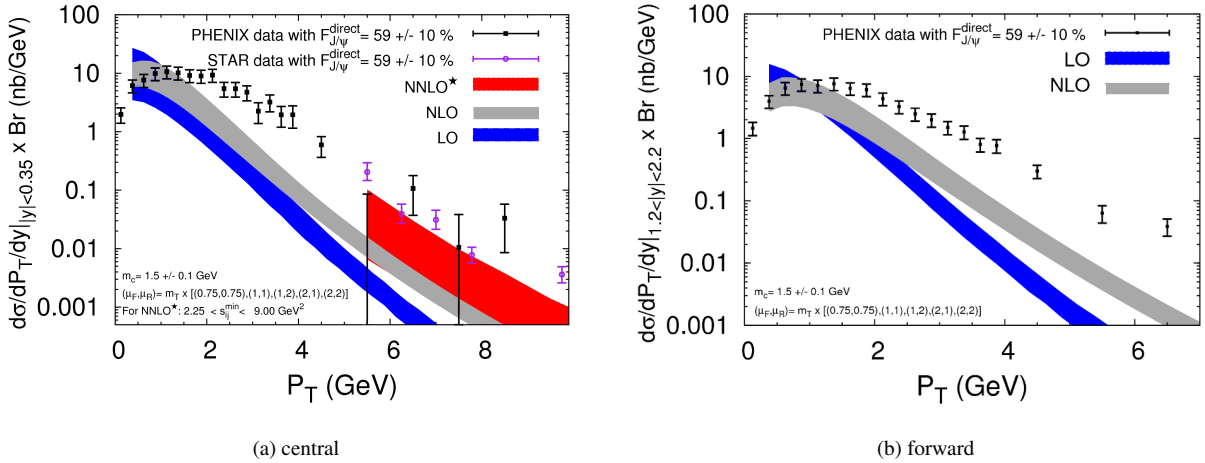 PHENIX data with F^direct_J/ψ = 59 +/- 10 %
STAR data with F^direct_J/ψ = 59 +/- 10 %
NNLO★
NLO
LO
dσ/dP_T/dy|_|y|<0.35 x Br (nb/GeV)
100
10
1
0.1
0.01
0.001
m_c= 1.5 +/- 0.1 GeV
(μ_F,μ_R)= m_T x [(0.75,0.75),(1,1),(1,2),(2,1),(2,2)]
For NNLO★: 2.25 < s_ij^min < 9.00 GeV^2
0 2 4 6 8
P_T (GeV)
(a) central
PHENIX data with F^direct_J/ψ = 59 +/- 10 %
LO
NLO
dσ/dP_T/dy|_1.2<|y|<2.2 x Br (nb/GeV)
100
10
1
0.1
0.01
0.001
m_c= 1.5 +/- 0.1 GeV
(μ_F,μ_R)= m_T x [(0.75,0.75),(1,1),(1,2),(2,1),(2,2)]
0 2 4 6
P_T (GeV)
(b) forward